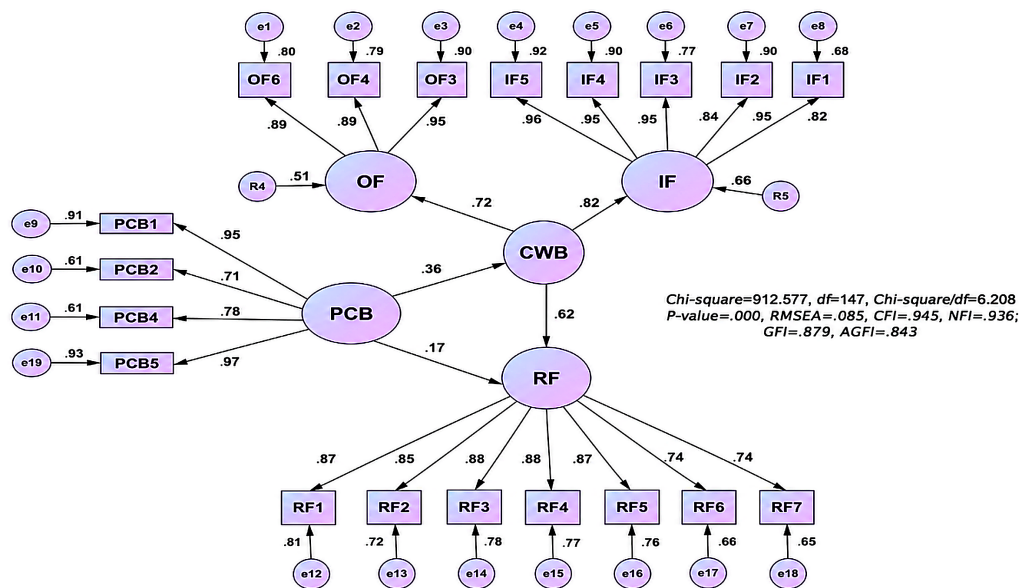 e1 e2 e3 e4 e5 e6 e7 e8
.80 .79 .90 .92 .90 .77 .90 .68
OF6 OF4 OF3 IF5 IF4 IF3 IF2 IF1
.89 .89 .95 .96 .95 .95 .84 .95 .82
R4 .51 OF IF .66 R5
.72 .82
e9 .91 PCB1
.95
CWB
e10 .61 PCB2
.71 .36
e11 .61 PCB4
.78 PCB .62
e19 .93 PCB5
.97 .17
Chi-square=912.577, df=147, Chi-square/df=6.208
P-value=.000, RMSEA=.085, CFI=.945, NFI=.936;
GFI=.879, AGFI=.843
RF
.87 .85 .88 .88 .87 .74 .74
RF1 RF2 RF3 RF4 RF5 RF6 RF7
.81 .72 .78 .77 .76 .66 .65
e12 e13 e14 e15 e16 e17 e18